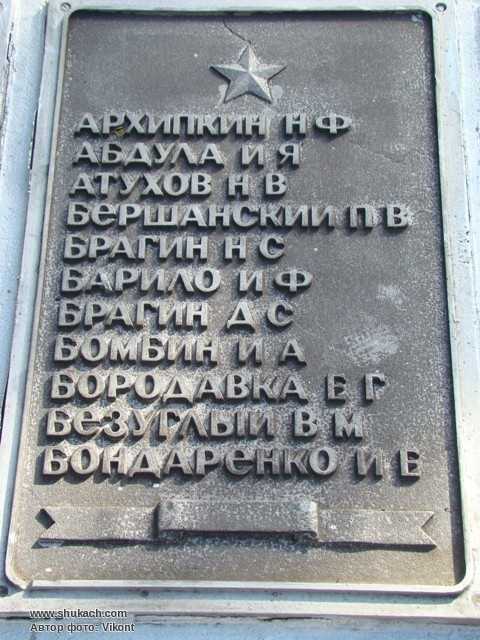 АРХИПКИН Н Ф
АБДУЛА И Я
АТУХОВ Н В
БЕРШАНСКИЙ П В
БРАГИН Н С
БАРИЛО И Ф
БРАГИН Д С
БОМБИН И А
БОРОДАВКА Е Г
БЕЗУГЛЫЙ В М
БОНДАРЕНКО И Е
www.shukach.com
Автор фото: Vikont